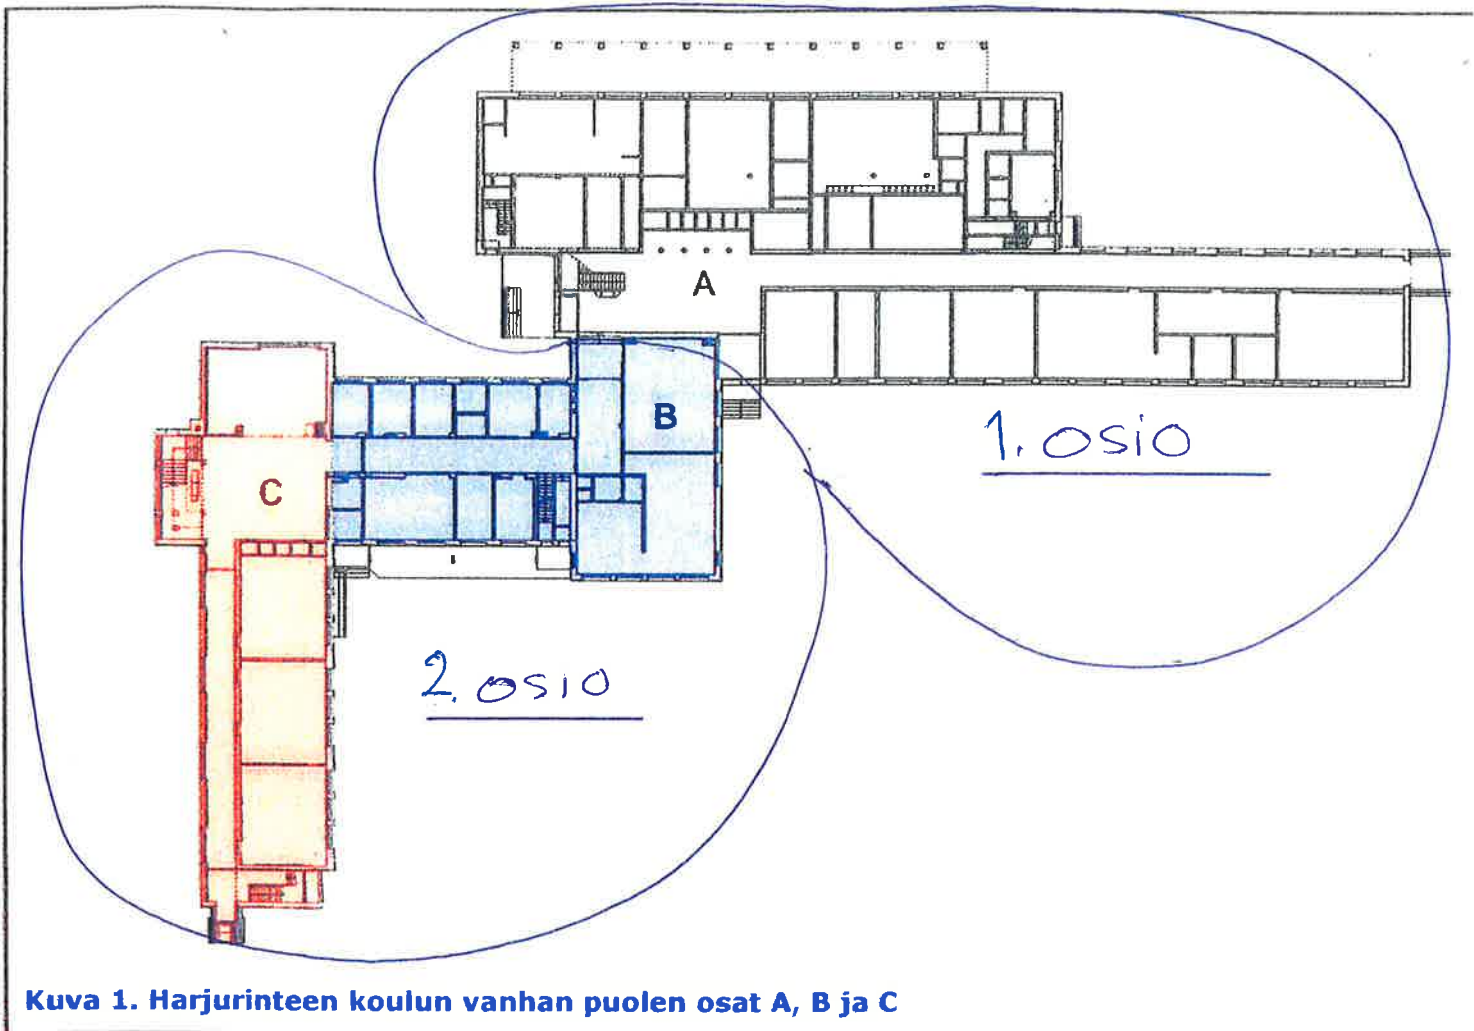 A
B
1. osio
C
2. osio
Kuva 1. Harjurinteen koulun vanhan puolen osat A, B ja C